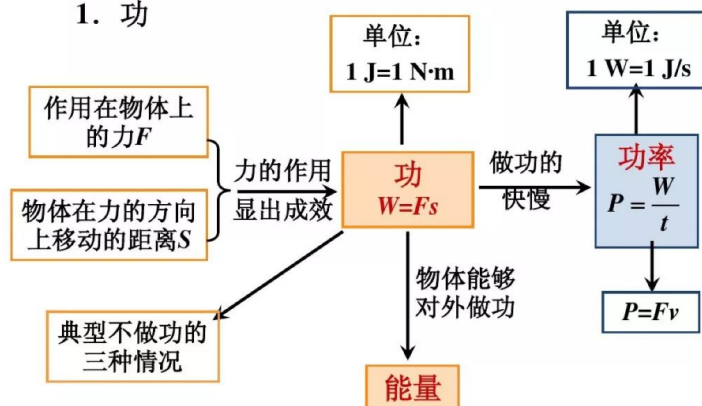 1. 功
单位:
1 J=1 N·m
单位:
1 W=1 J/s
作用在物体上
的力F
物体在力的方向
上移动的距离S
力的作用
显出成效
功
W=Fs
做功的
快慢
功率
P = W/t
P=Fv
物体能够
对外做功
典型不做功的
三种情况
能量